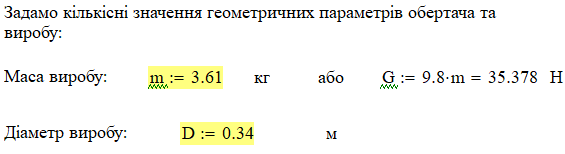 Задамо кількісні значення геометричних параметрів обертача та
виробу:
Маса виробу: m := 3.61 кг або G := 9.8·m = 35.378 Н
Діаметр виробу: D := 0.34 м